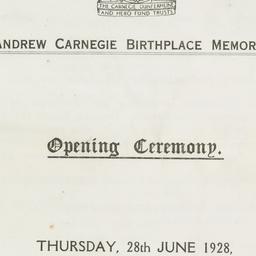 THE CARNEGIE DUNFERMLINE
AND HERO FUND TRUSTS
ANDREW CARNEGIE BIRTHPLACE MEMOR
Opening Ceremony.
THURSDAY, 28th JUNE 1928,